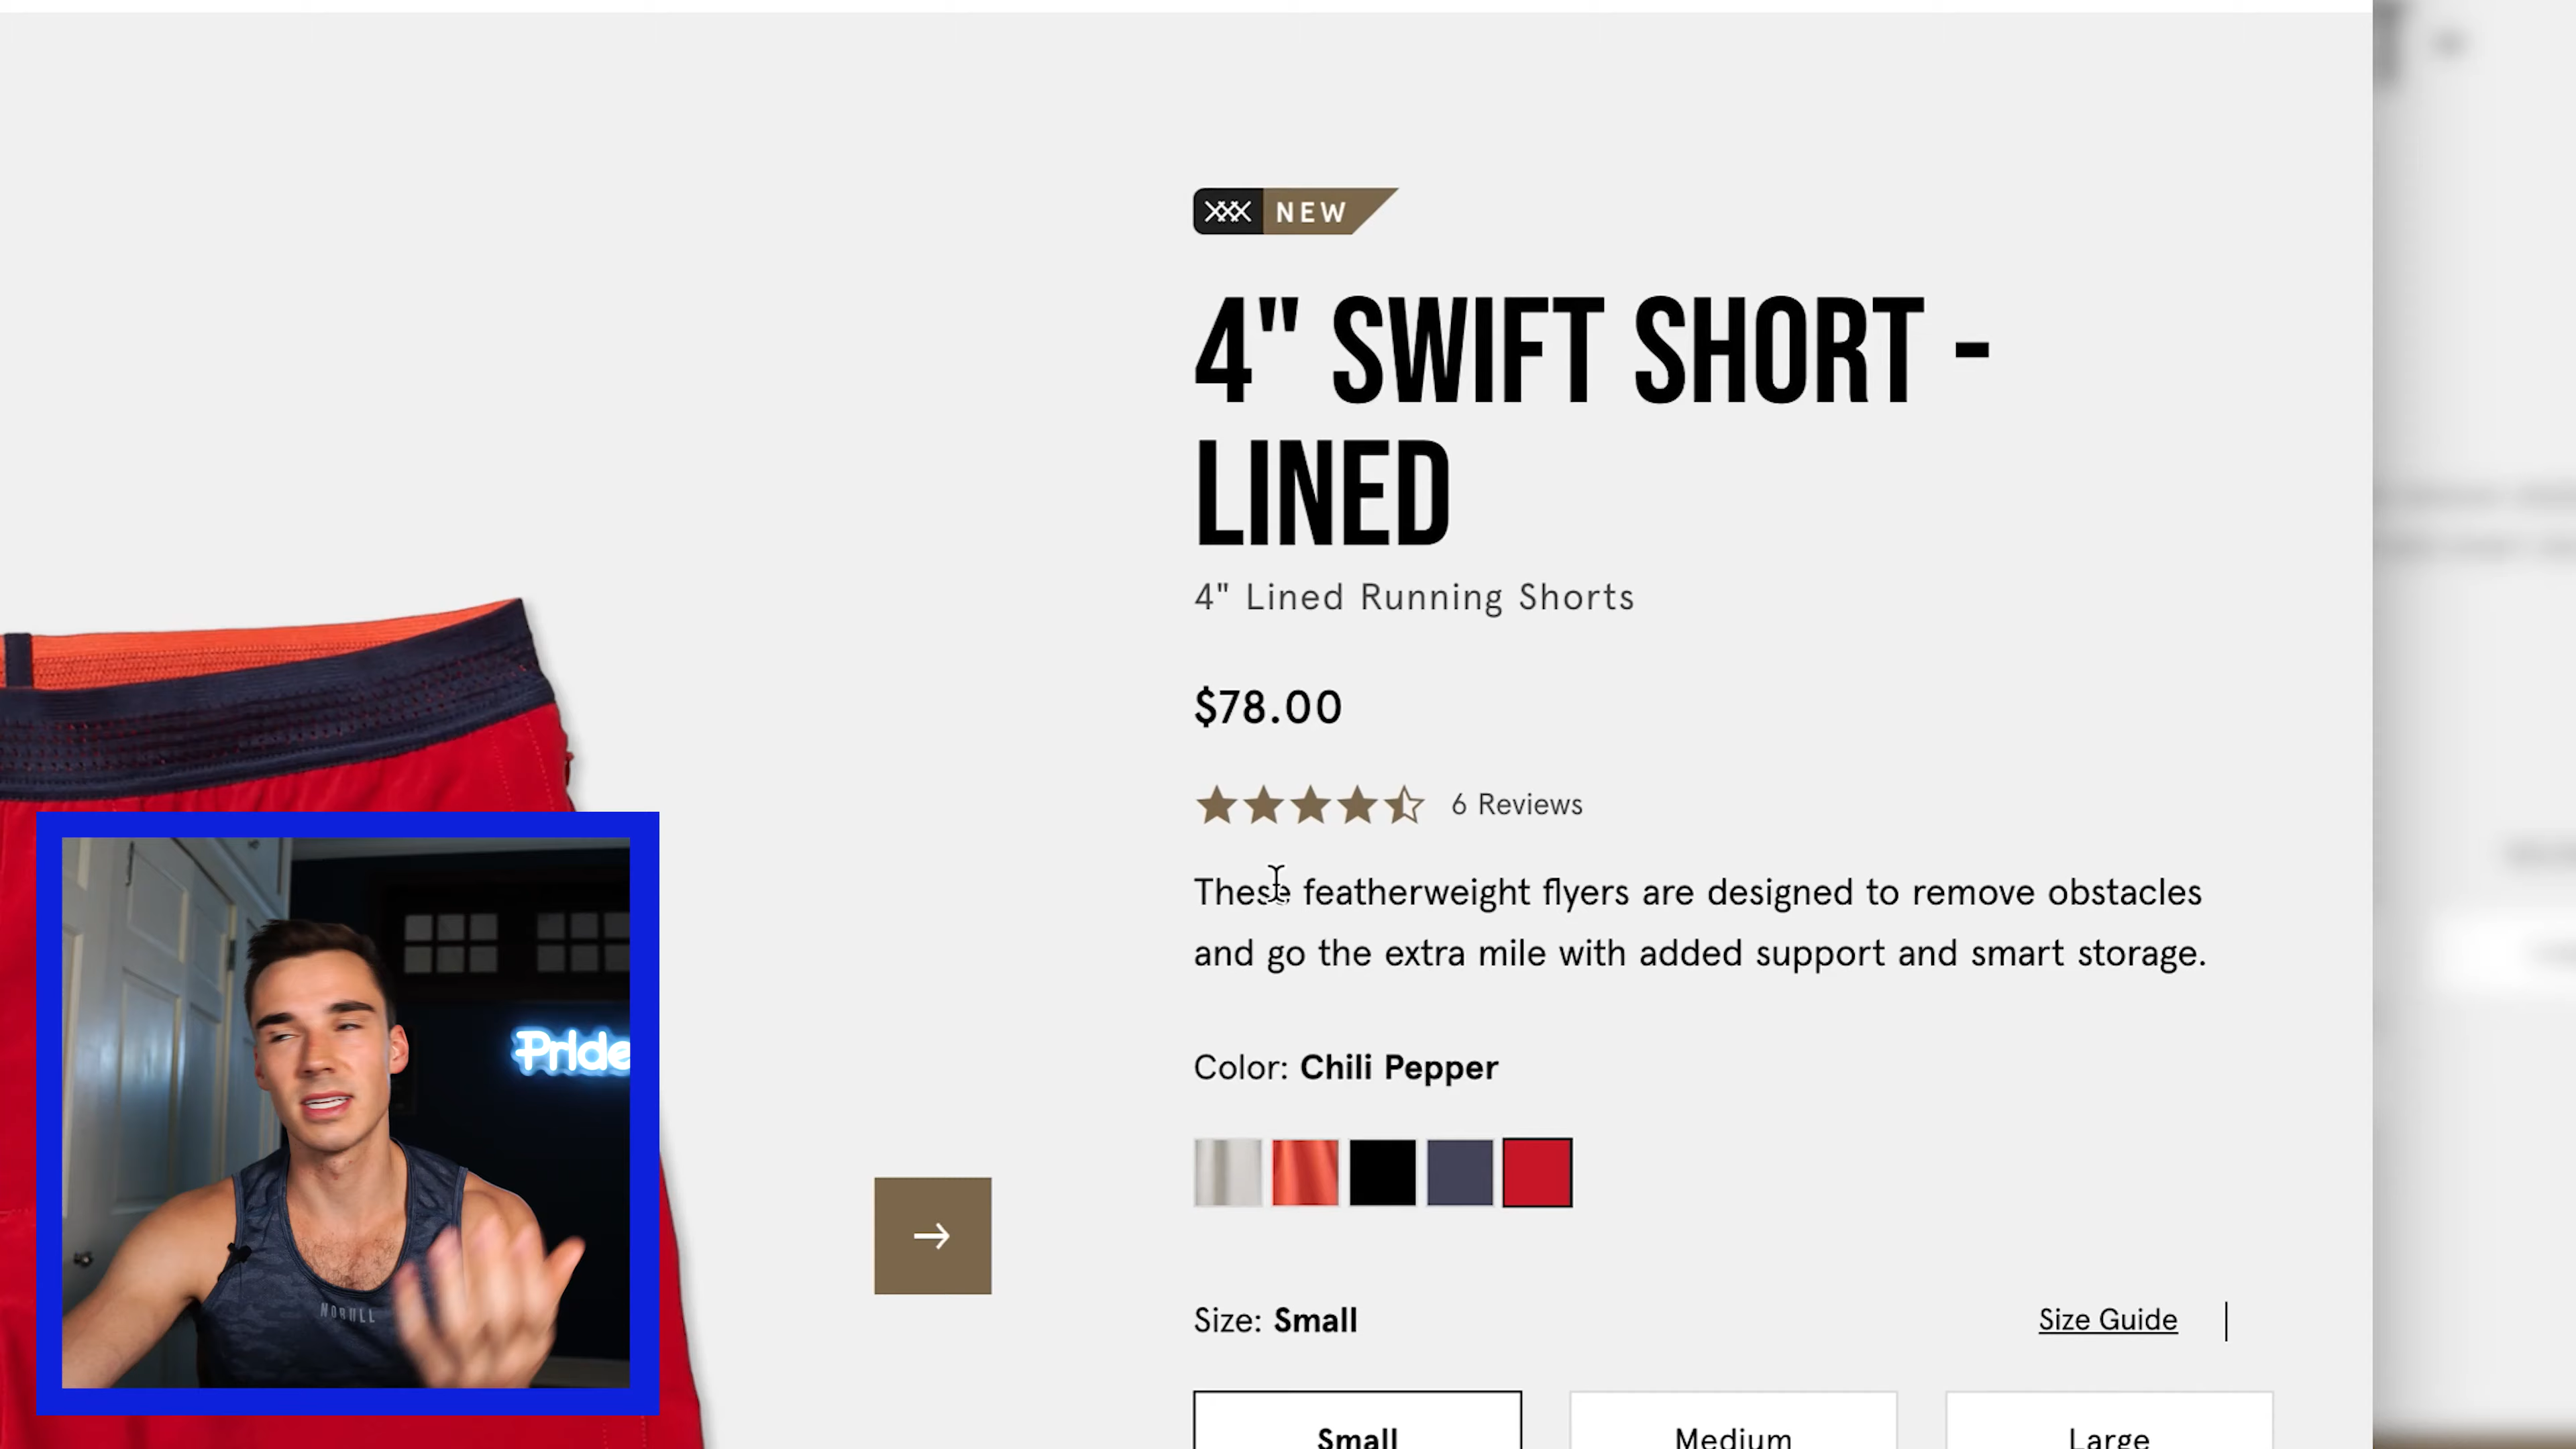 NEW
4" SWIFT SHORT -
LINED
4" Lined Running Shorts
$78.00
6 Reviews
These featherweight flyers are designed to remove obstacles
and go the extra mile with added support and smart storage.
Color: Chili Pepper
Size: Small
Size Guide
Small
Medium
Large
Pride
NOBULL